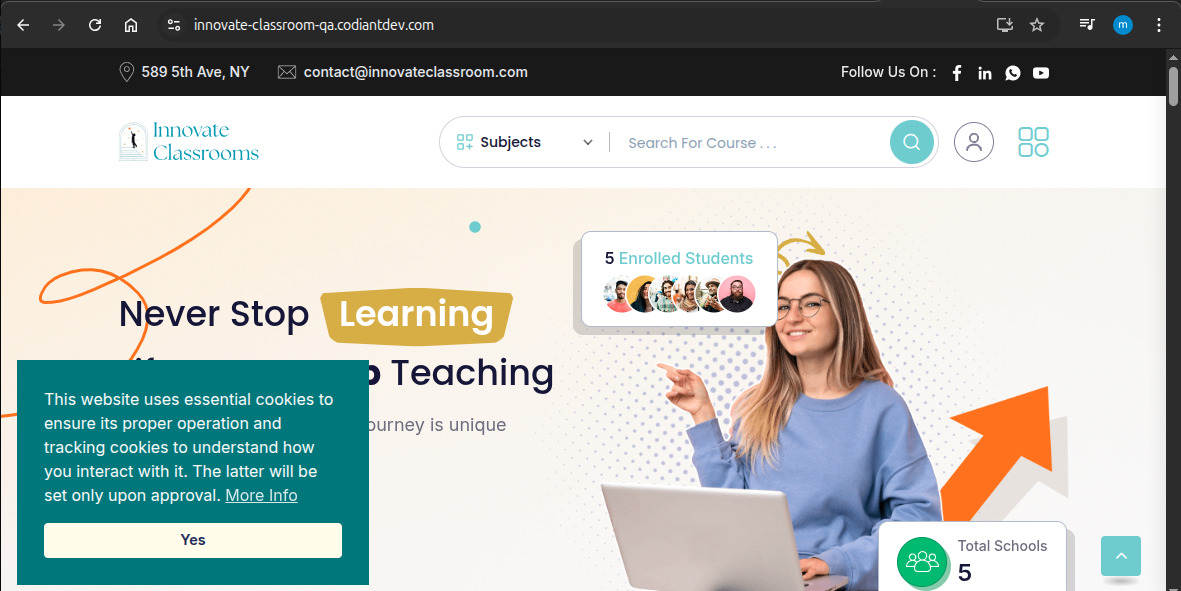 innovate-classroom-qa.codiantdev.com
m
589 5th Ave, NY
contact@innovateclassroom.com
Follow Us On :
Innovate
Classrooms
Subjects
Search For Course . . .
5 Enrolled Students
Never Stop Learning
Teaching
ourney is unique
This website uses essential cookies to
ensure its proper operation and
tracking cookies to understand how
you interact with it. The latter will be
set only upon approval. More Info
Yes
Total Schools
5